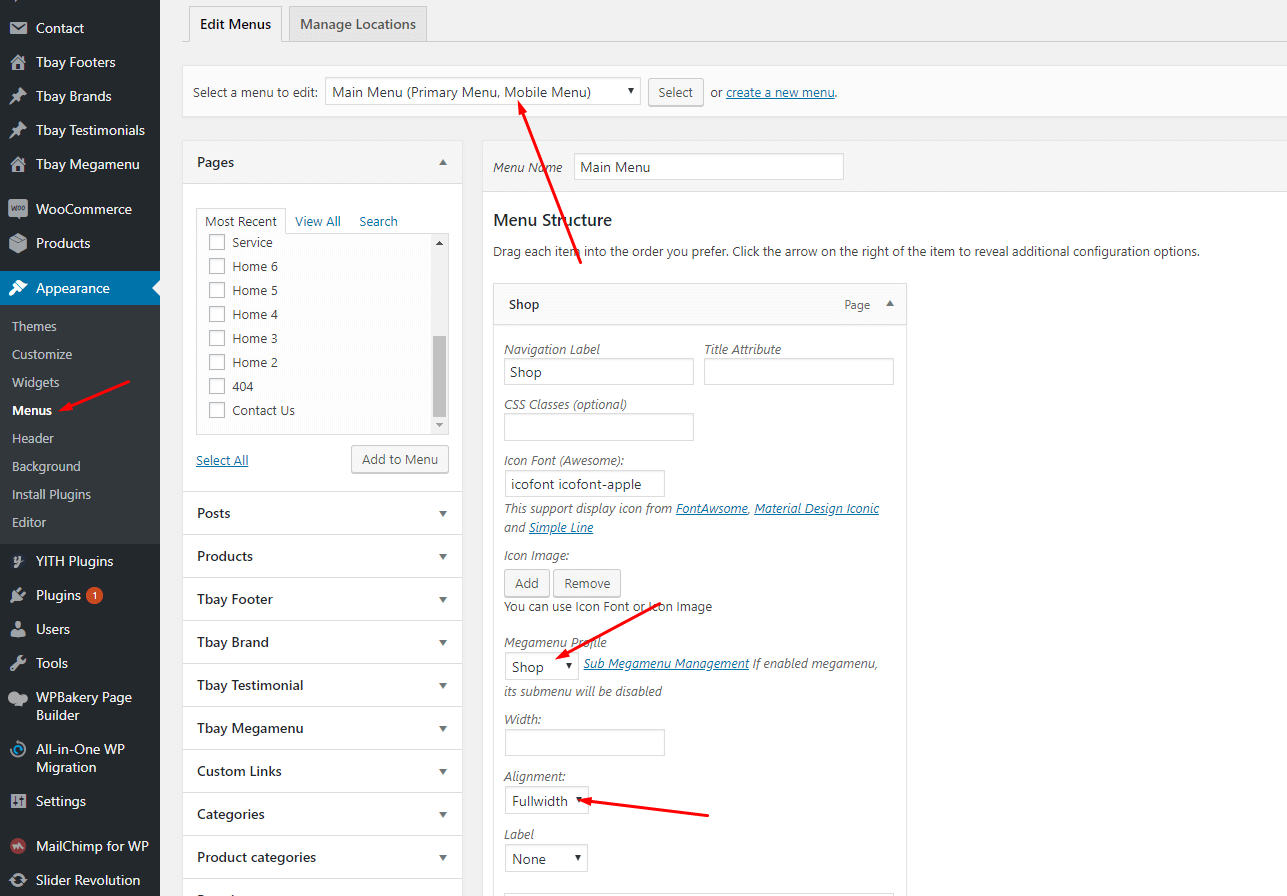 Contact
Tbay Footers
Tbay Brands
Tbay Testimonials
Tbay Megamenu
WooCommerce
Products
Appearance
Themes
Customize
Widgets
Menus
Header
Background
Install Plugins
Editor
YITH Plugins
Plugins 1
Users
Tools
WPBakery Page
Builder
All-in-One WP
Migration
Settings
MailChimp for WP
Slider Revolution
Edit Menus Manage Locations
Select a menu to edit: Main Menu (Primary Menu, Mobile Menu) Select or create a new menu.
Pages
Most Recent View All Search
Service
Home 6
Home 5
Home 4
Home 3
Home 2
404
Contact Us
Select All Add to Menu
Posts
Products
Tbay Footer
Tbay Brand
Tbay Testimonial
Tbay Megamenu
Custom Links
Categories
Product categories
Menu Name Main Menu
Menu Structure
Drag each item into the order you prefer. Click the arrow on the right of the item to reveal additional configuration options.
Shop Page
Navigation Label Title Attribute
Shop
CSS Classes (optional)
Icon Font (Awesome):
icofont icofont-apple
This support display icon from FontAwsome, Material Design Iconic
and Simple Line
Icon Image:
Add Remove
You can use Icon Font or Icon Image
Megamenu Profile
Shop Sub Megamenu Management If enabled megamenu,
its submenu will be disabled
Width:
Alignment:
Fullwidth
Label
None